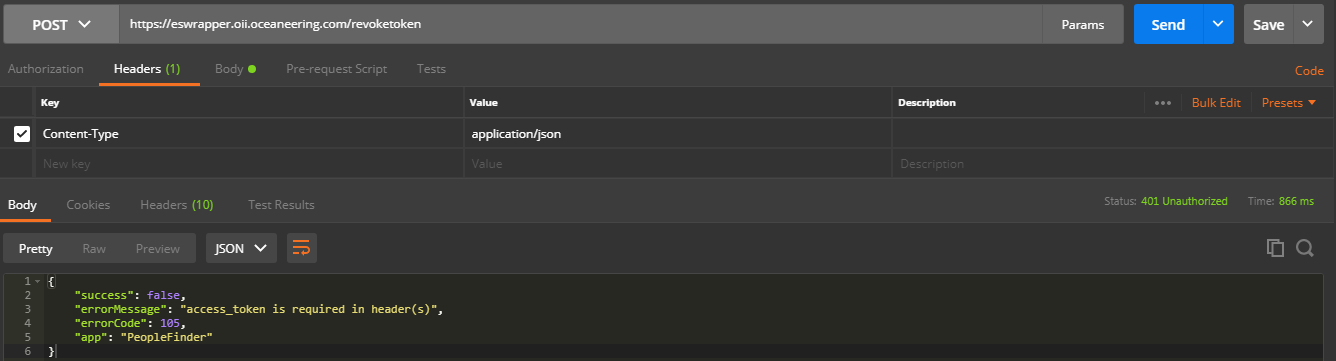 POST https://eswrapper.oii.oceaneering.com/revoketoken Params Send Save
Authorization Headers (1) Body Pre-request Script Tests Code
Key Value Description ••• Bulk Edit Presets
Content-Type application/json
New key Value Description
Body Cookies Headers (10) Test Results Status: 401 Unauthorized Time: 866 ms
Pretty Raw Preview JSON
1 {
2 "success": false,
3 "errorMessage": "access_token is required in header(s)",
4 "errorCode": 105,
5 "app": "PeopleFinder"
6 }